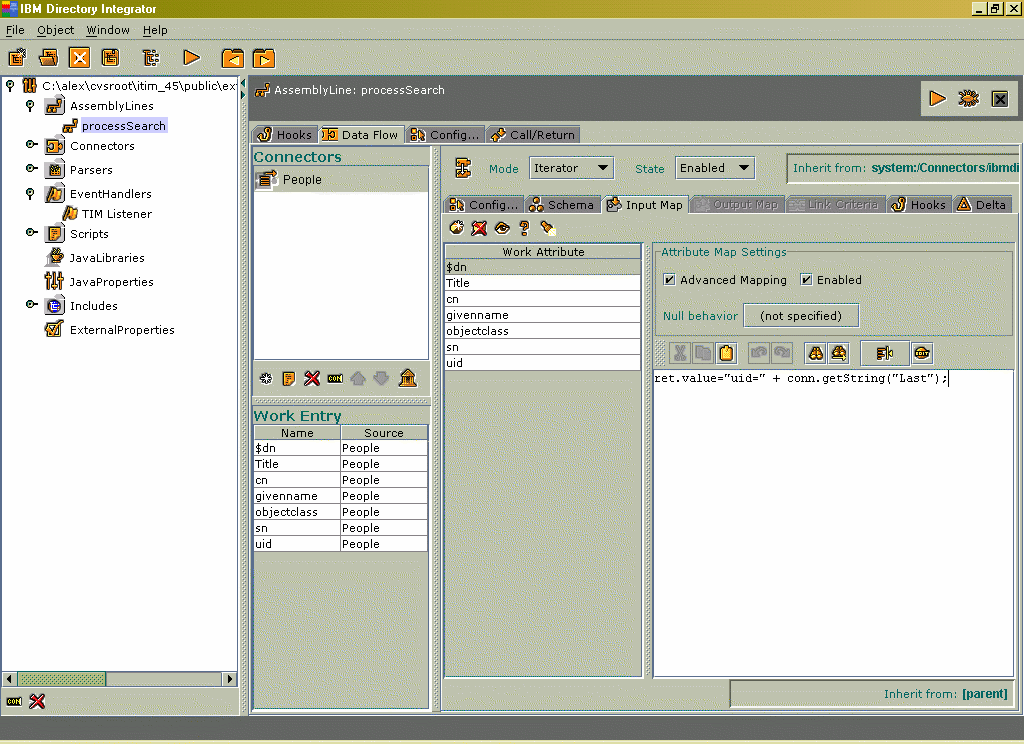 IBM Directory Integrator
File Object Window Help
C:\alex\cvsroot\itim_45\public\ex
AssemblyLines
processSearch
Connectors
Parsers
EventHandlers
TIM Listener
Scripts
JavaLibraries
JavaProperties
Includes
ExternalProperties
AssemblyLine: processSearch
Hooks Data Flow Config... Call/Return
Connectors
People
Work Entry
Name Source
$dn People
Title People
cn People
givenname People
objectclass People
sn People
uid People
Mode Iterator State Enabled Inherit from: system:/Connectors/ibmdi
Config... Schema Input Map Output Map Link Criteria Hooks Delta
Work Attribute
$dn
Title
cn
givenname
objectclass
sn
uid
Attribute Map Settings
Advanced Mapping Enabled
Null behavior (not specified)
ret.value="uid=" + conn.getString("Last");
Inherit from: [parent]